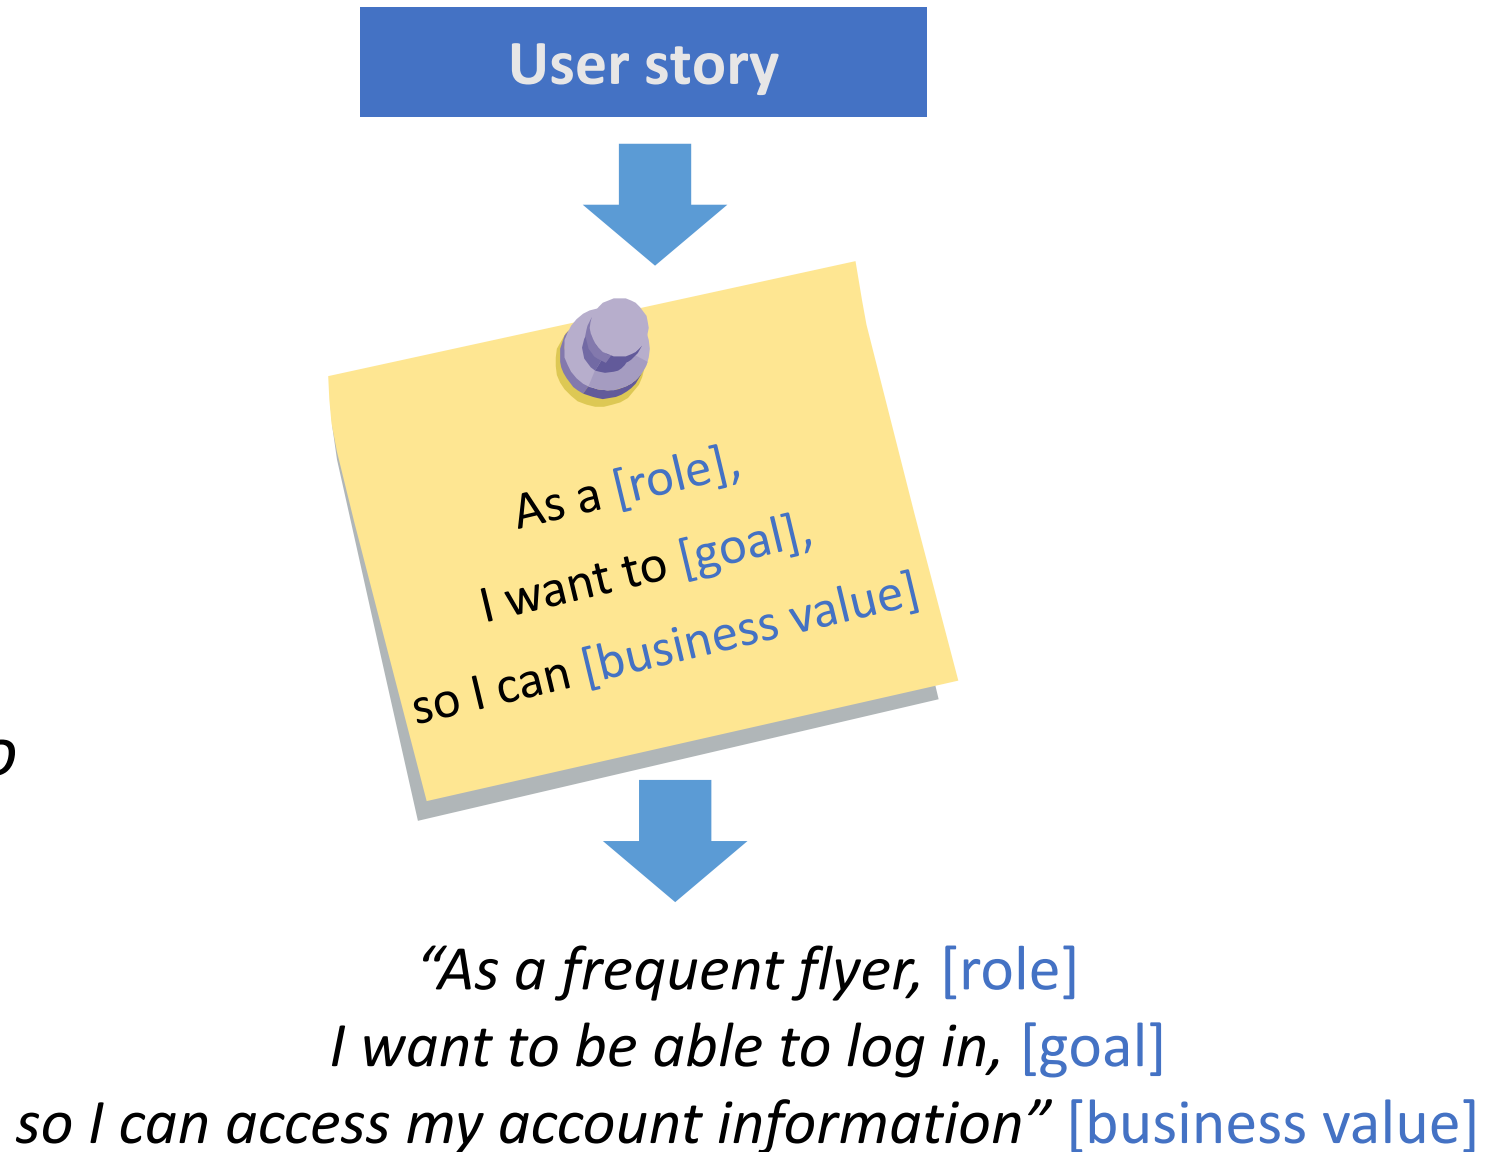 User story
As a [role],
I want to [goal],
so I can [business value]
“As a frequent flyer, [role]
I want to be able to log in, [goal]
so I can access my account information” [business value]